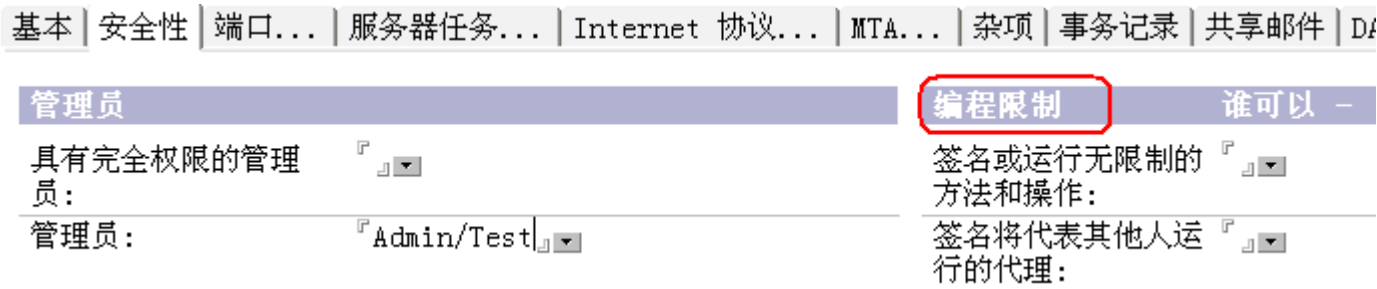 基本 安全性 端口... 服务器任务... Internet 协议... MTA... 杂项 事务记录 共享邮件 DA
管理员 编程限制 谁可以 -
具有完全权限的管理 签名或运行无限制的
员: 方法和操作:
管理员: Admin/Test 签名将代表其他人运
行的代理: